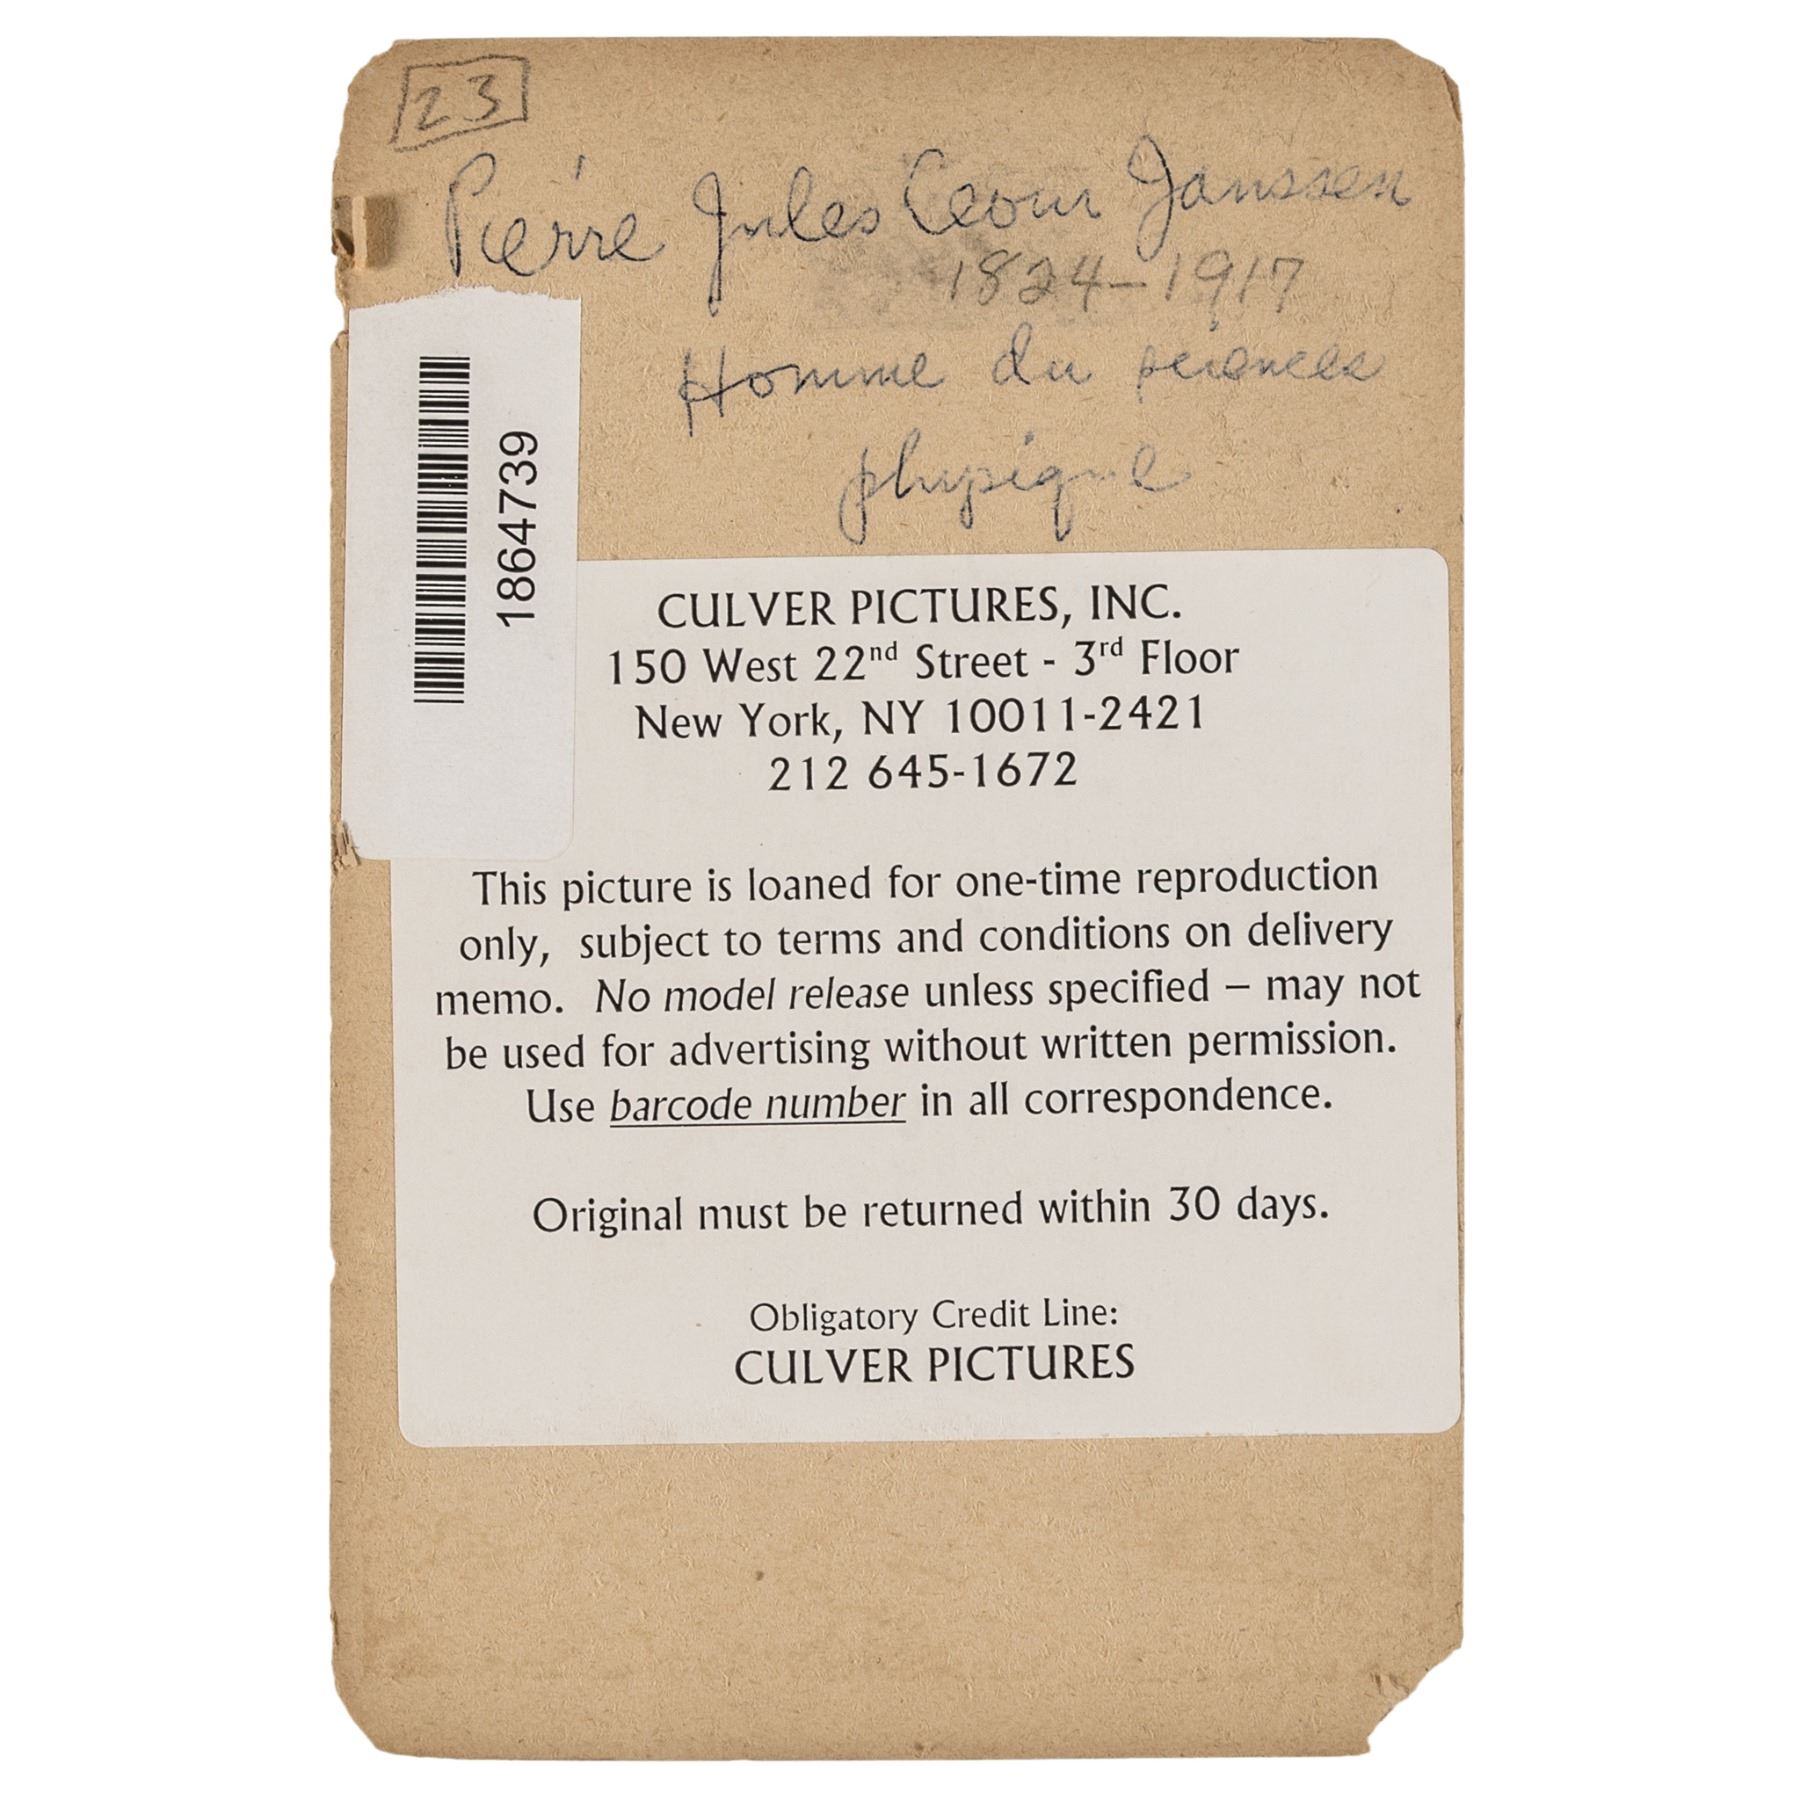 23
Pierre Jules Ceour Janssen
1824-1917
Homme du sciences
physique
1864739
CULVER PICTURES, INC.
150 West 22nd Street - 3rd Floor
New York, NY 10011-2421
212 645-1672
This picture is loaned for one-time reproduction
only, subject to terms and conditions on delivery
memo. No model release unless specified – may not
be used for advertising without written permission.
Use barcode number in all correspondence.
Original must be returned within 30 days.
Obligatory Credit Line:
CULVER PICTURES